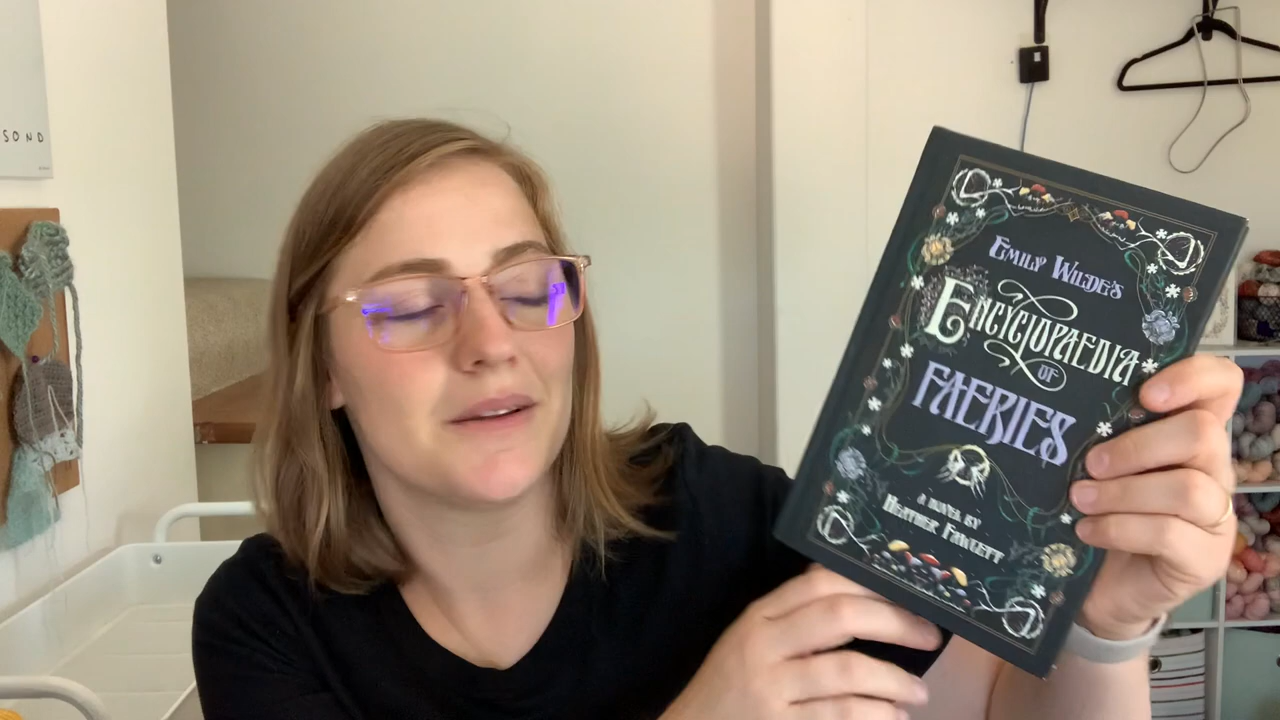 SOND
EMILY WILDE'S
ENCYCLOPAEDIA
OF
FAERIES
A NOVEL BY
HEATHER FAWCETT